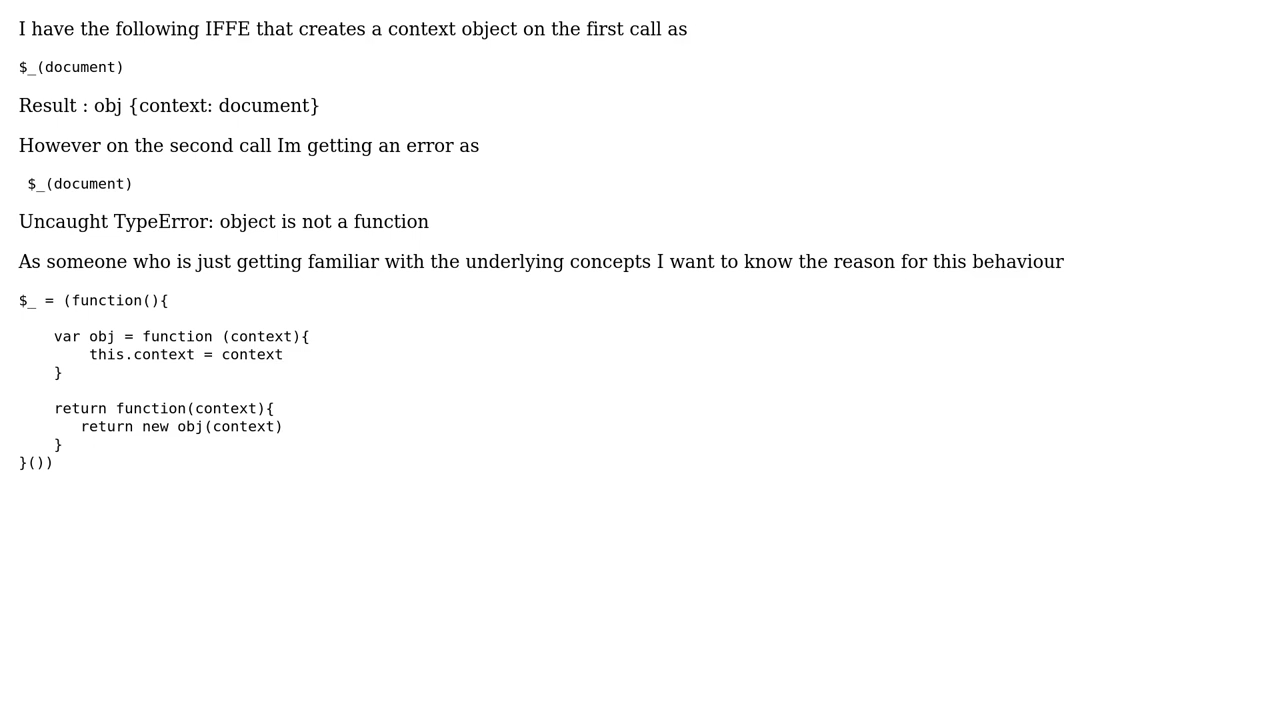 I have the following IFFE that creates a context object on the first call as
$_(document)
Result : obj {context: document}
However on the second call Im getting an error as
$_(document)
Uncaught TypeError: object is not a function
As someone who is just getting familiar with the underlying concepts I want to know the reason for this behaviour
$_ = (function(){
    var obj = function (context){
        this.context = context
    }
    return function(context){
       return new obj(context)
    }
}())